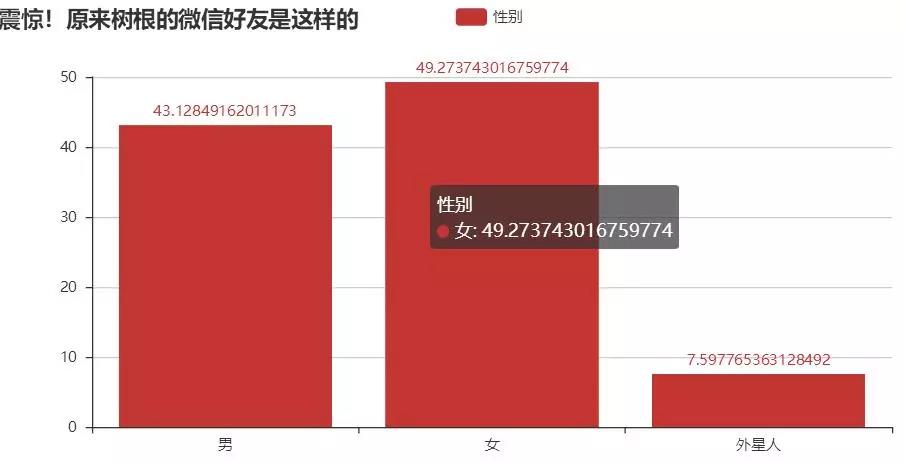 震惊！原来树根的微信好友是这样的
性别
50
40
30
20
10
0
43.12849162011173
49.273743016759774
7.597765363128492
性别
女: 49.273743016759774
男
女
外星人